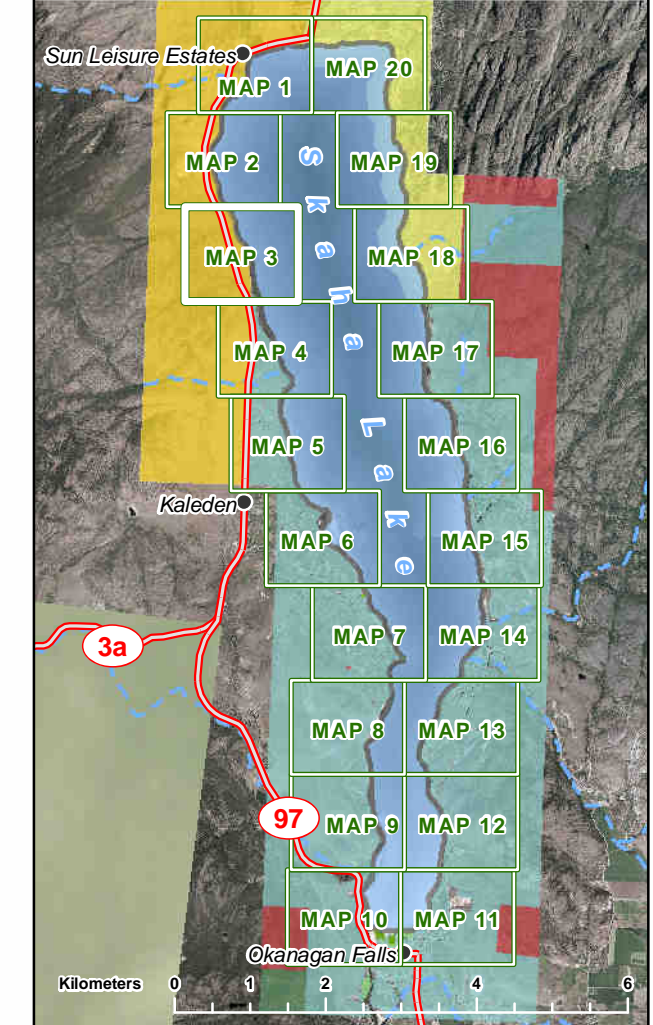 Sun Leisure Estates
MAP 20
MAP 1
MAP 2
MAP 19
MAP 3
MAP 18
MAP 4
MAP 17
MAP 5
MAP 16
Skaha Lake
Kaleden
MAP 6
MAP 15
MAP 7
MAP 14
3a
MAP 8
MAP 13
97
MAP 9
MAP 12
MAP 10
MAP 11
Okanagan Falls
Kilometers 0 1 2 4 6